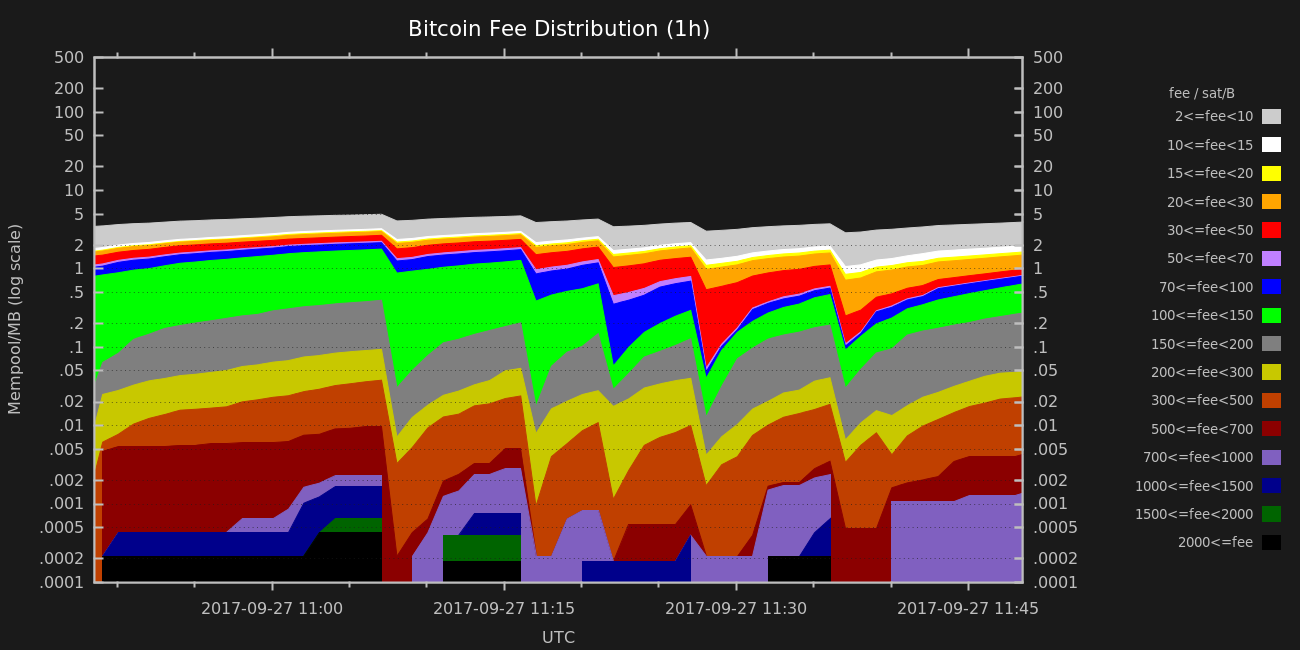 Bitcoin Fee Distribution (1h)
Mempool/MB (log scale)
500
200
100
50
20
10
5
2
1
.5
.2
.1
.05
.02
.01
.005
.002
.001
.0005
.0002
.0001
500
200
100
50
20
10
5
2
1
.5
.2
.1
.05
.02
.01
.005
.002
.001
.0005
.0002
.0001
2017-09-27 11:00
2017-09-27 11:15
2017-09-27 11:30
2017-09-27 11:45
UTC
fee / sat/B
2<=fee<10
10<=fee<15
15<=fee<20
20<=fee<30
30<=fee<50
50<=fee<70
70<=fee<100
100<=fee<150
150<=fee<200
200<=fee<300
300<=fee<500
500<=fee<700
700<=fee<1000
1000<=fee<1500
1500<=fee<2000
2000<=fee